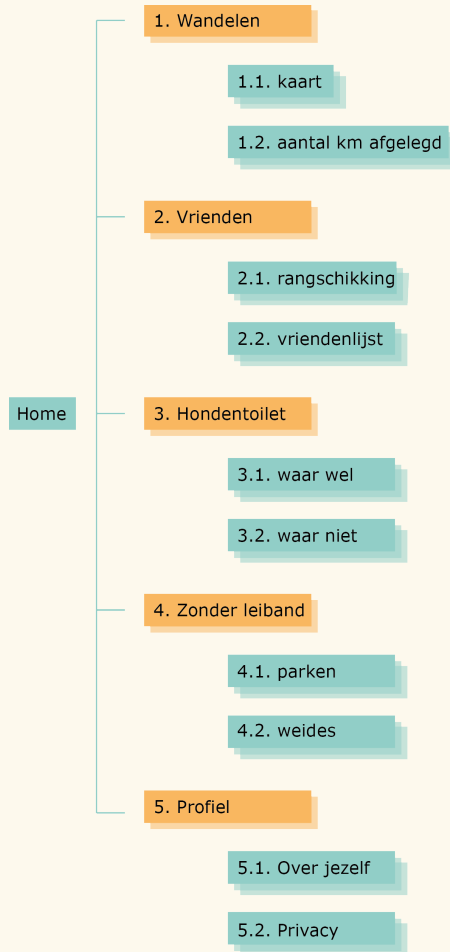 1. Wandelen
1.1. kaart
1.2. aantal km afgelegd
2. Vrienden
2.1. rangschikking
2.2. vriendenlijst
Home
3. Hondentoilet
3.1. waar wel
3.2. waar niet
4. Zonder leiband
4.1. parken
4.2. weides
5. Profiel
5.1. Over jezelf
5.2. Privacy